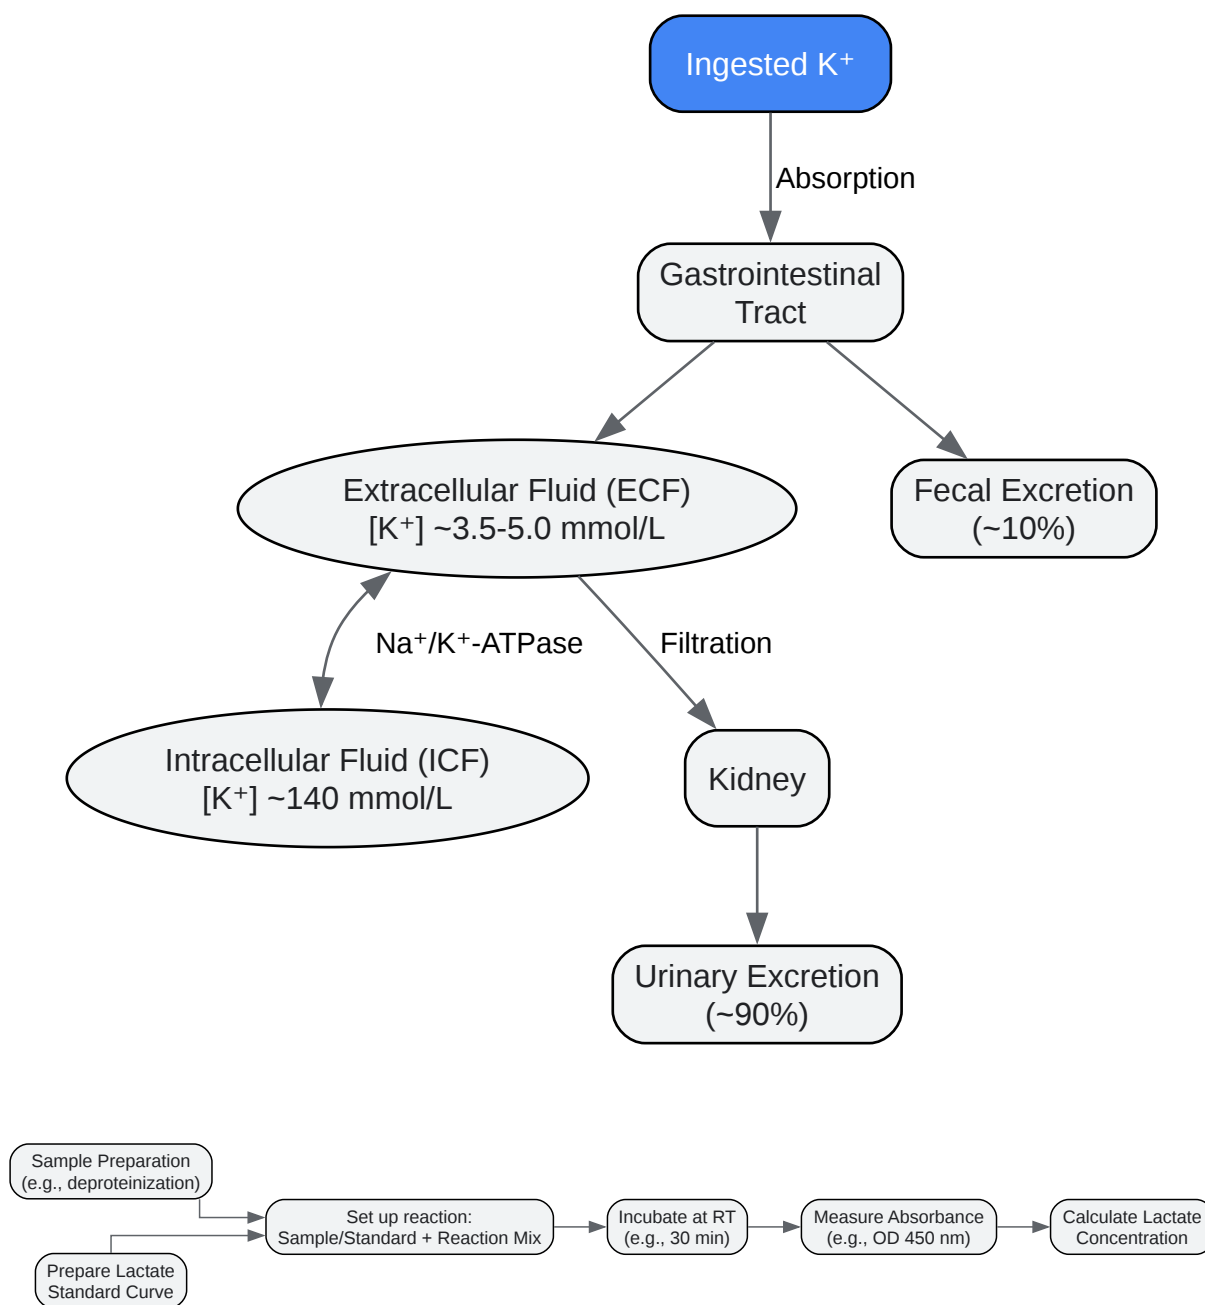 Ingested K⁺
Absorption
Gastrointestinal
Tract
Extracellular Fluid (ECF)
[K⁺] ~3.5-5.0 mmol/L
Fecal Excretion
(~10%)
Na⁺/K⁺-ATPase
Filtration
Intracellular Fluid (ICF)
[K⁺] ~140 mmol/L
Kidney
Urinary Excretion
(~90%)
Sample Preparation
(e.g., deproteinization)
Prepare Lactate
Standard Curve
Set up reaction:
Sample/Standard + Reaction Mix
Incubate at RT
(e.g., 30 min)
Measure Absorbance
(e.g., OD 450 nm)
Calculate Lactate
Concentration